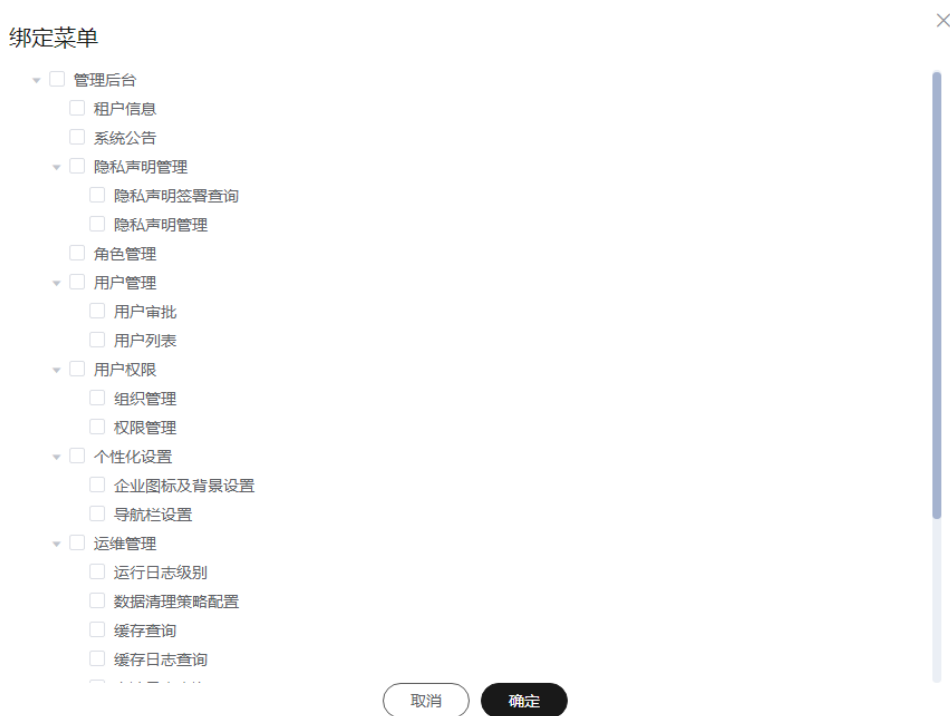 绑定菜单
管理后台
租户信息
系统公告
隐私声明管理
隐私声明签署查询
隐私声明管理
角色管理
用户管理
用户审批
用户列表
用户权限
组织管理
权限管理
个性化设置
企业图标及背景设置
导航栏设置
运维管理
运行日志级别
数据清理策略配置
缓存查询
缓存日志查询
取消 确定